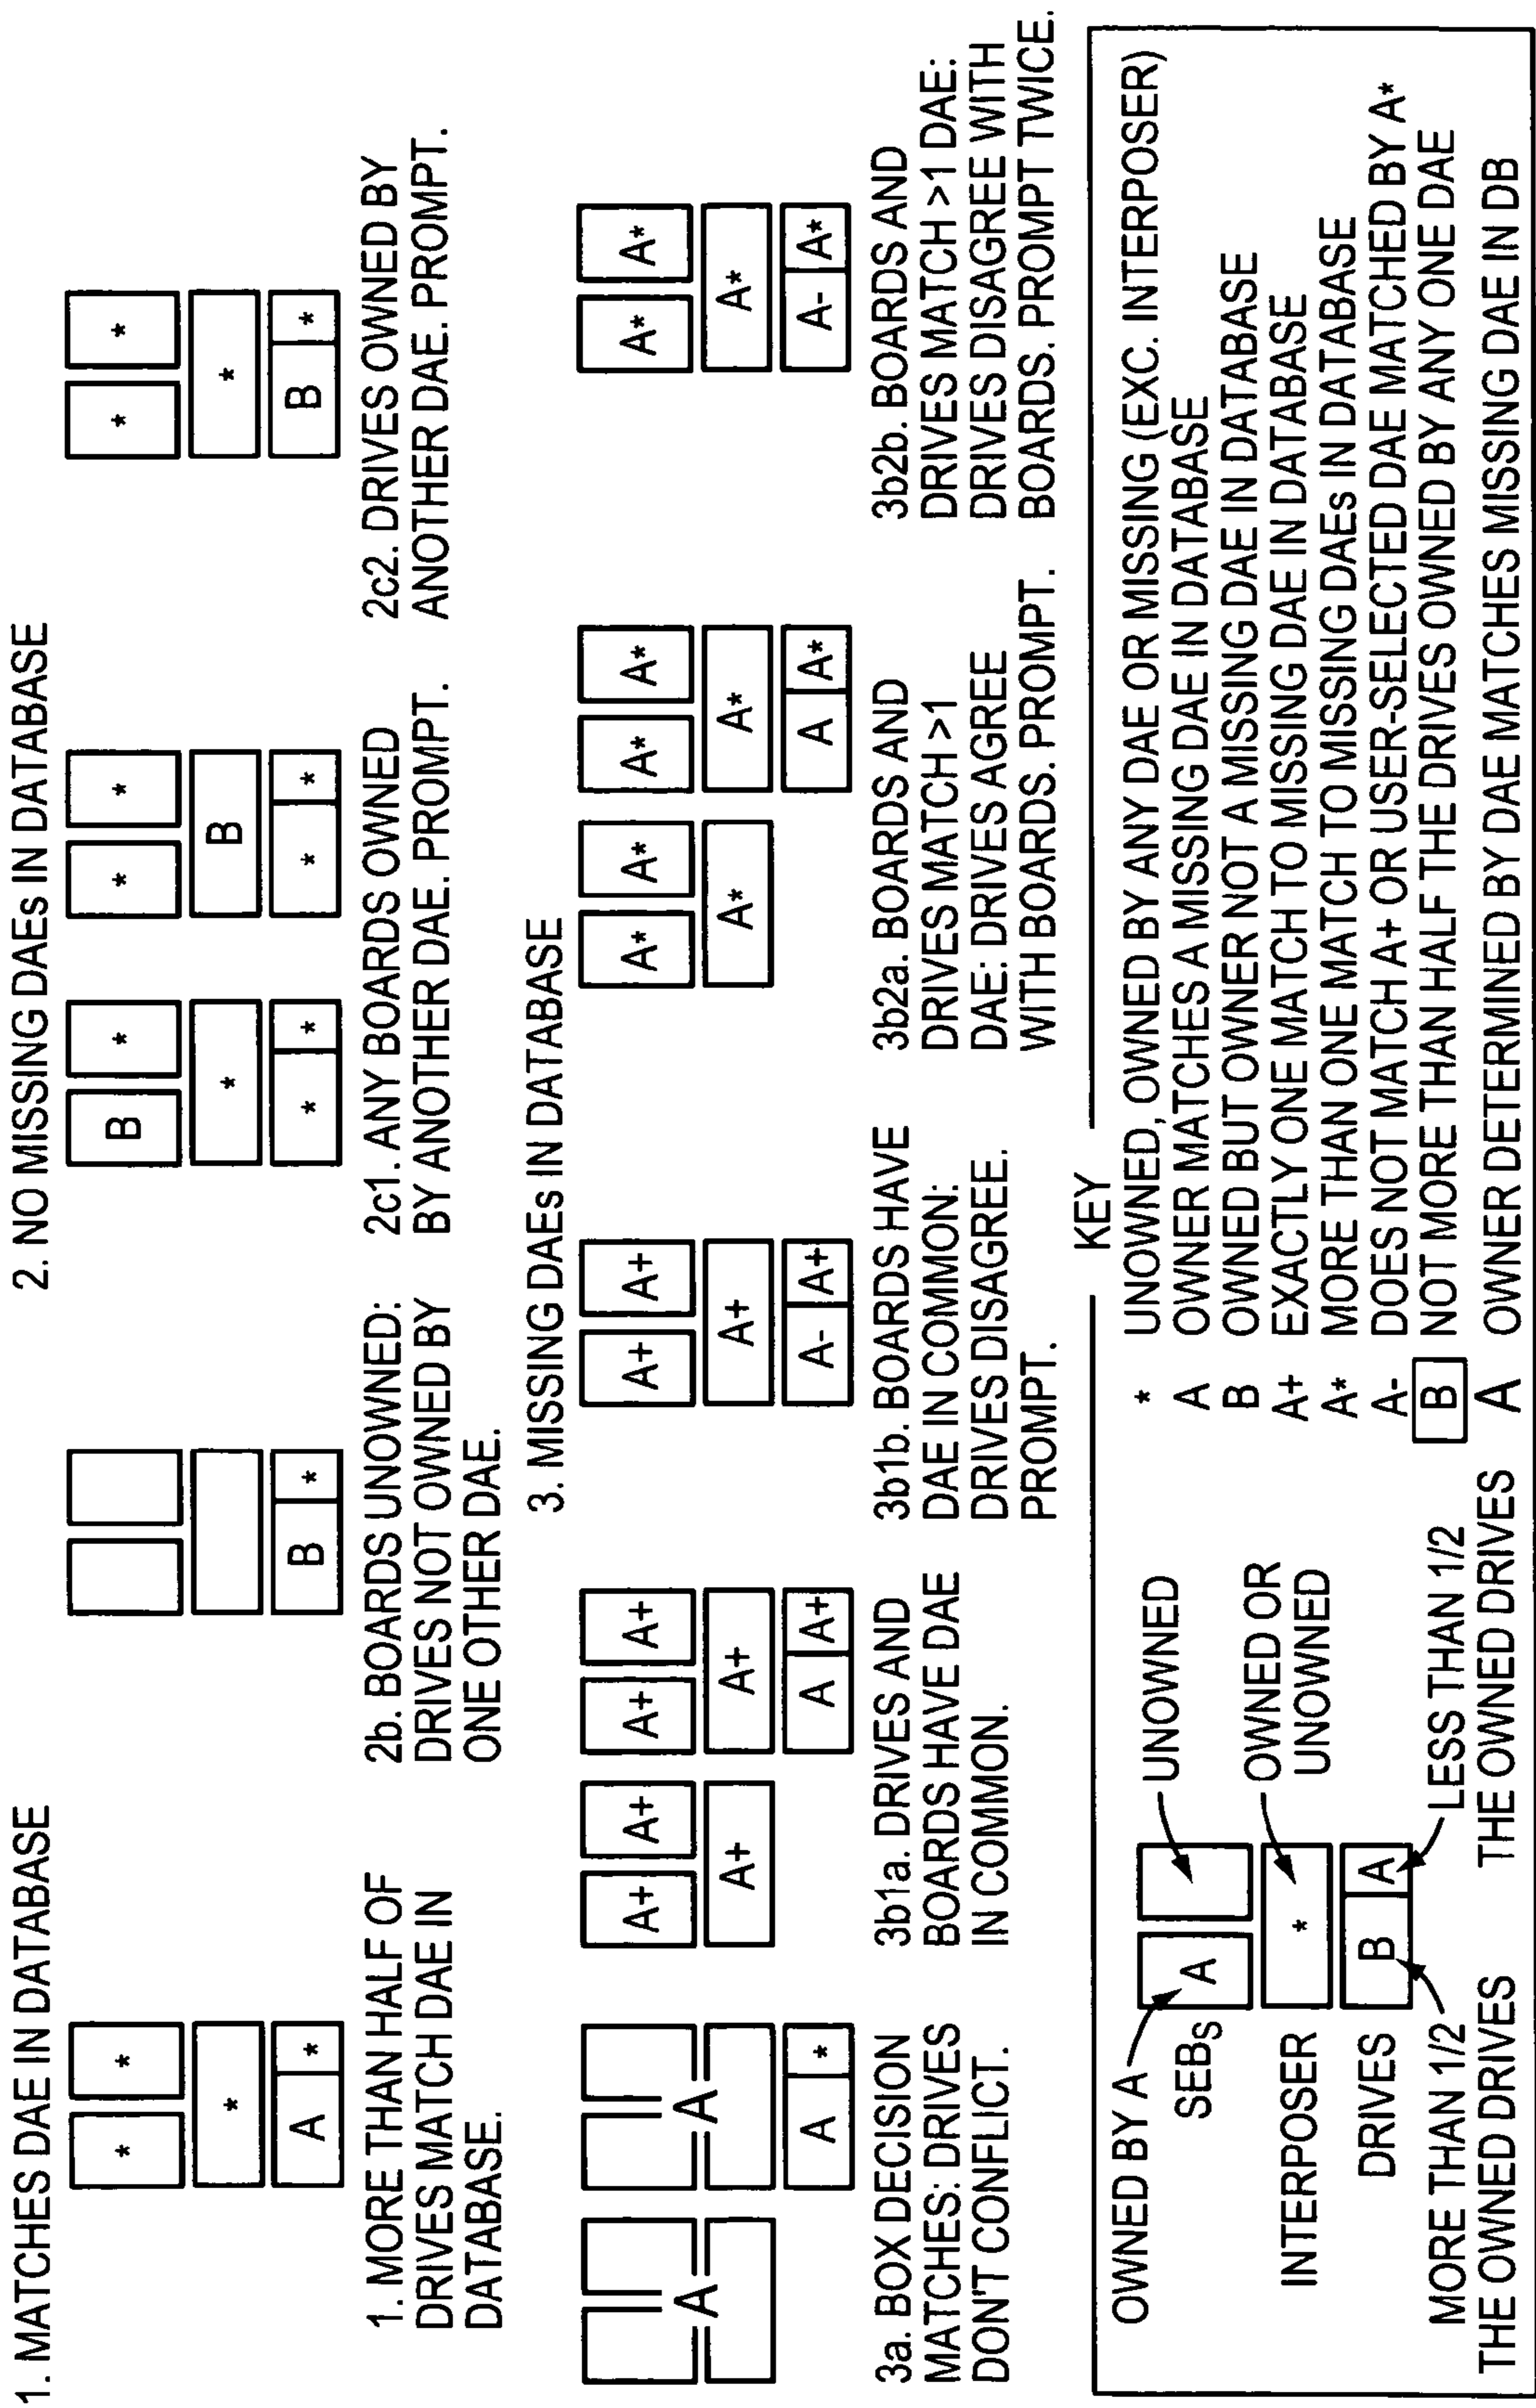 1. MATCHES DAE IN DATABASE
* *
*
A *
1. MORE THAN HALF OF
DRIVES MATCH DAE IN
DATABASE.
2. NO MISSING DAEs IN DATABASE
B *
2b. BOARDS UNOWNED:
DRIVES NOT OWNED BY
ONE OTHER DAE.
B * * *
* B
* * * *
2c1. ANY BOARDS OWNED
BY ANOTHER DAE. PROMPT.
* *
*
B *
2c2. DRIVES OWNED BY
ANOTHER DAE. PROMPT.
3. MISSING DAEs IN DATABASE
A A
A *
3a. BOX DECISION
MATCHES: DRIVES
DON'T CONFLICT.
A+ A+ A+ A+
A+ A+
A A+
3b1a. DRIVES AND
BOARDS HAVE DAE
IN COMMON.
A+ A+
A+
A- A+
3b1b. BOARDS HAVE
DAE IN COMMON:
DRIVES DISAGREE.
PROMPT.
A* A* A* A*
A* A*
A A*
3b2a. BOARDS AND
DRIVES MATCH >1
DAE: DRIVES AGREE
WITH BOARDS. PROMPT.
A* A*
A*
A- A*
3b2b. BOARDS AND
DRIVES MATCH >1 DAE:
DRIVES DISAGREE WITH
BOARDS. PROMPT TWICE.
KEY
OWNED BY A
UNOWNED
SEBS
A
INTERPOSER
*
OWNED OR
UNOWNED
DRIVES
B A
MORE THAN 1/2
THE OWNED DRIVES
LESS THAN 1/2
THE OWNED DRIVES
* UNOWNED, OWNED BY ANY DAE OR MISSING (EXC. INTERPOSER)
A OWNER MATCHES A MISSING DAE IN DATABASE
B OWNED BUT OWNER NOT A MISSING DAE IN DATABASE
A+ EXACTLY ONE MATCH TO MISSING DAE IN DATABASE
A* MORE THAN ONE MATCH TO MISSING DAEs IN DATABASE
A- DOES NOT MATCH A+ OR USER-SELECTED DAE MATCHED BY A*
B NOT MORE THAN HALF THE DRIVES OWNED BY ANY ONE DAE
A OWNER DETERMINED BY DAE MATCHES MISSING DAE IN DB